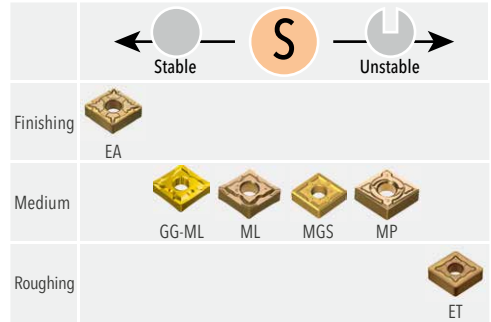 S
Stable
Unstable
Finishing
EA
Medium
GG-ML ML MGS MP
Roughing
ET